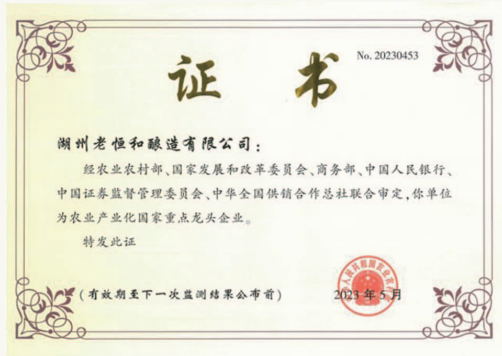 No. 20230453
证 书
湖州老恒和酿造有限公司：
经农业农村部、国家发展和改革委员会、商务部、中国人民银行、
中国证券监督管理委员会、中华全国供销合作总社联合审定，你单位
为农业产业化国家重点龙头企业。
特发此证
(有效期至下一次监测结果公布前)
2023 年 5 月